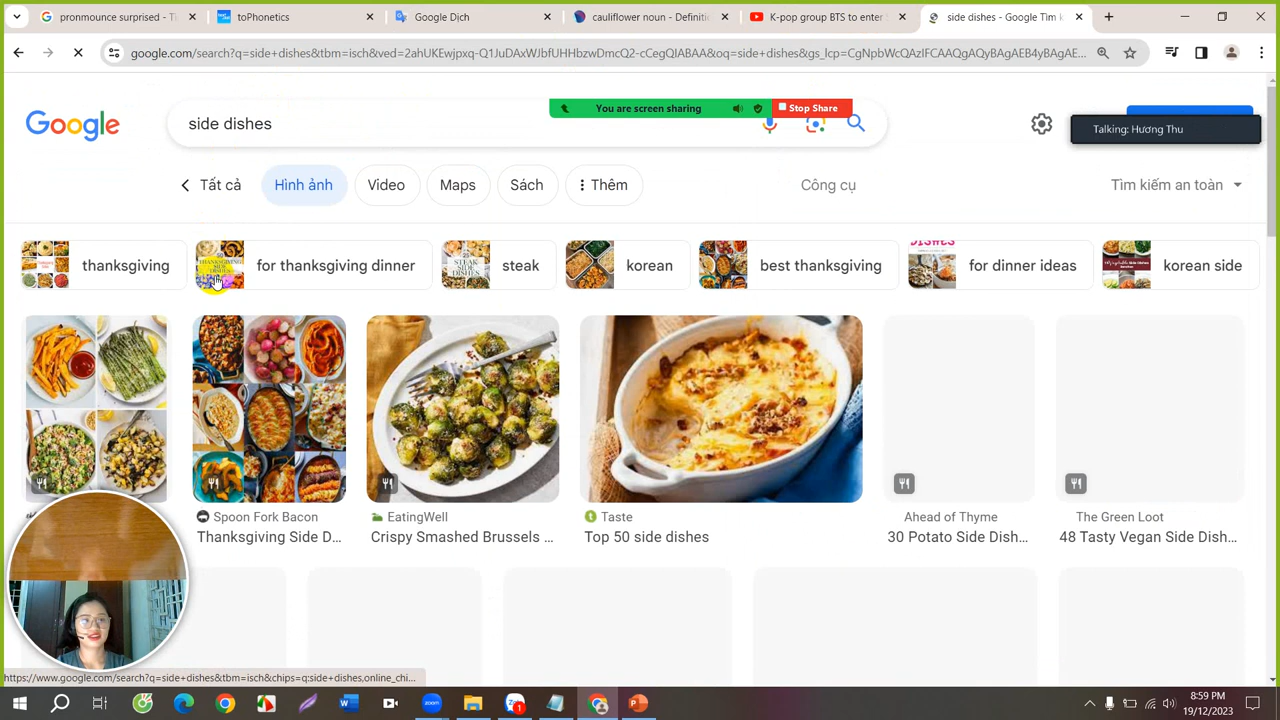 pronmounce surprised - Ti
toPhonetics
Google Dịch
cauliflower noun - Definiti
K-pop group BTS to enter
side dishes - Google Tìm k
google.com/search?q=side+dishes&tbm=isch&ved=2ahUKEwjpxq-Q1JuDAxWJbfUHHbzwDmcQ2-cCegQIABAA&oq=side+dishes&gs_lcp=CgNpbWcQAzIFCAAQgAQyBAgAEB4yBAgAE...
You are screen sharing
Stop Share
Google
side dishes
Talking: Hương Thu
Tất cả
Hình ảnh
Video
Maps
Sách
Thêm
Công cụ
Tìm kiếm an toàn
thanksgiving
for thanksgiving dinner
steak
korean
best thanksgiving
for dinner ideas
korean side
Spoon Fork Bacon
EatingWell
Taste
Ahead of Thyme
The Green Loot
Thanksgiving Side D...
Crispy Smashed Brussels ...
Top 50 side dishes
30 Potato Side Dish...
48 Tasty Vegan Side Dish...
https://www.google.com/search?q=side+dishes&tbm=isch&chips=q:side+dishes,online_chi...
zoom
8:59 PM
19/12/2023